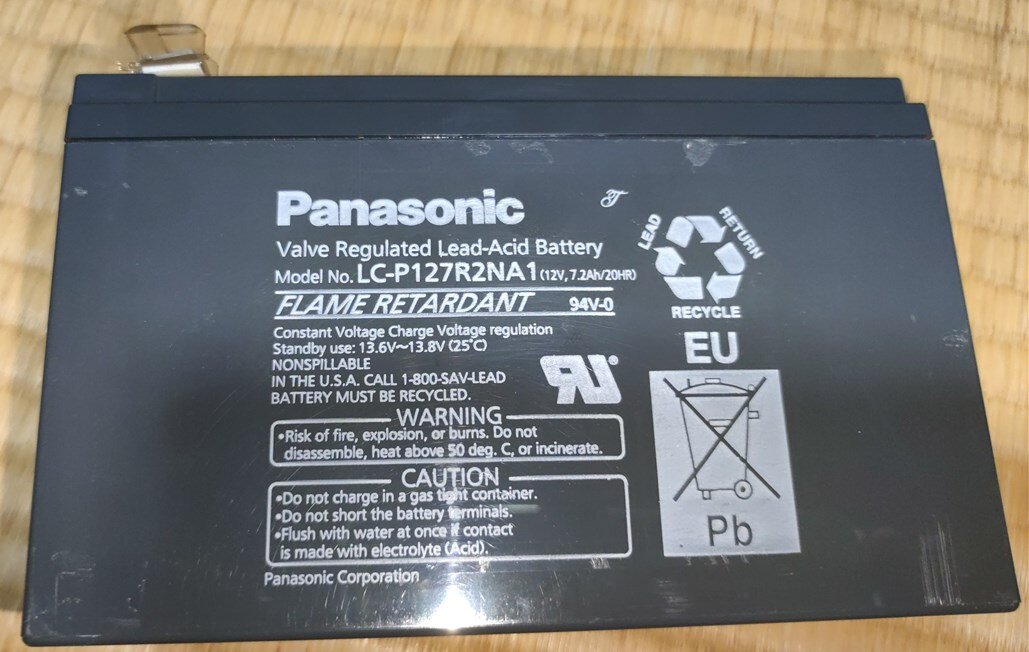 Panasonic
Valve Regulated Lead-Acid Battery
Model No. LC-P127R2NA1 (12V, 7.2Ah/20HR)
FLAME RETARDANT 94V-0
Constant Voltage Charge Voltage regulation
Standby use: 13.6V~13.8V (25°C)
NONSPILLABLE
IN THE U.S.A. CALL 1-800-SAV-LEAD
BATTERY MUST BE RECYCLED.
WARNING
•Risk of fire, explosion, or burns. Do not
disassemble, heat above 50 deg. C, or incinerate.
CAUTION
•Do not charge in a gas tight container.
•Do not short the battery terminals.
•Flush with water at once if contact
is made with electrolyte (Acid).
Panasonic Corporation
LEAD
RETURN
RECYCLE
EU
Pb